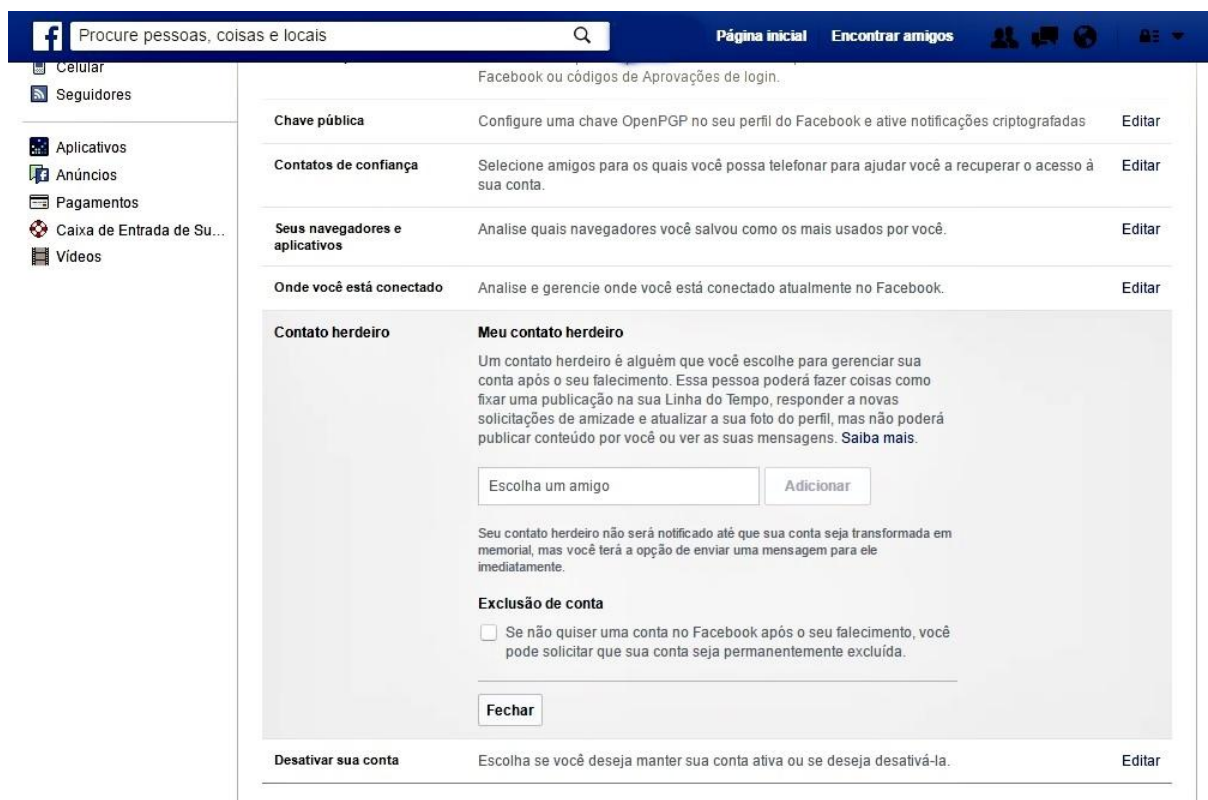 f Procure pessoas, coisas e locais Página inicial Encontrar amigos
Celular
Seguidores
Aplicativos
Anúncios
Pagamentos
Caixa de Entrada de Su...
Vídeos
Facebook ou códigos de Aprovações de login.
Chave pública Configure uma chave OpenPGP no seu perfil do Facebook e ative notificações criptografadas Editar
Contatos de confiança Selecione amigos para os quais você possa telefonar para ajudar você a recuperar o acesso à Editar
sua conta.
Seus navegadores e Analise quais navegadores você salvou como os mais usados por você. Editar
aplicativos
Onde você está conectado Analise e gerencie onde você está conectado atualmente no Facebook. Editar
Contato herdeiro Meu contato herdeiro
Um contato herdeiro é alguém que você escolhe para gerenciar sua
conta após o seu falecimento. Essa pessoa poderá fazer coisas como
fixar uma publicação na sua Linha do Tempo, responder a novas
solicitações de amizade e atualizar a sua foto do perfil, mas não poderá
publicar conteúdo por você ou ver as suas mensagens. Saiba mais.
Escolha um amigo Adicionar
Seu contato herdeiro não será notificado até que sua conta seja transformada em
memorial, mas você terá a opção de enviar uma mensagem para ele
imediatamente.
Exclusão de conta
Se não quiser uma conta no Facebook após o seu falecimento, você
pode solicitar que sua conta seja permanentemente excluída.
Fechar
Desativar sua conta Escolha se você deseja manter sua conta ativa ou se deseja desativá-la. Editar